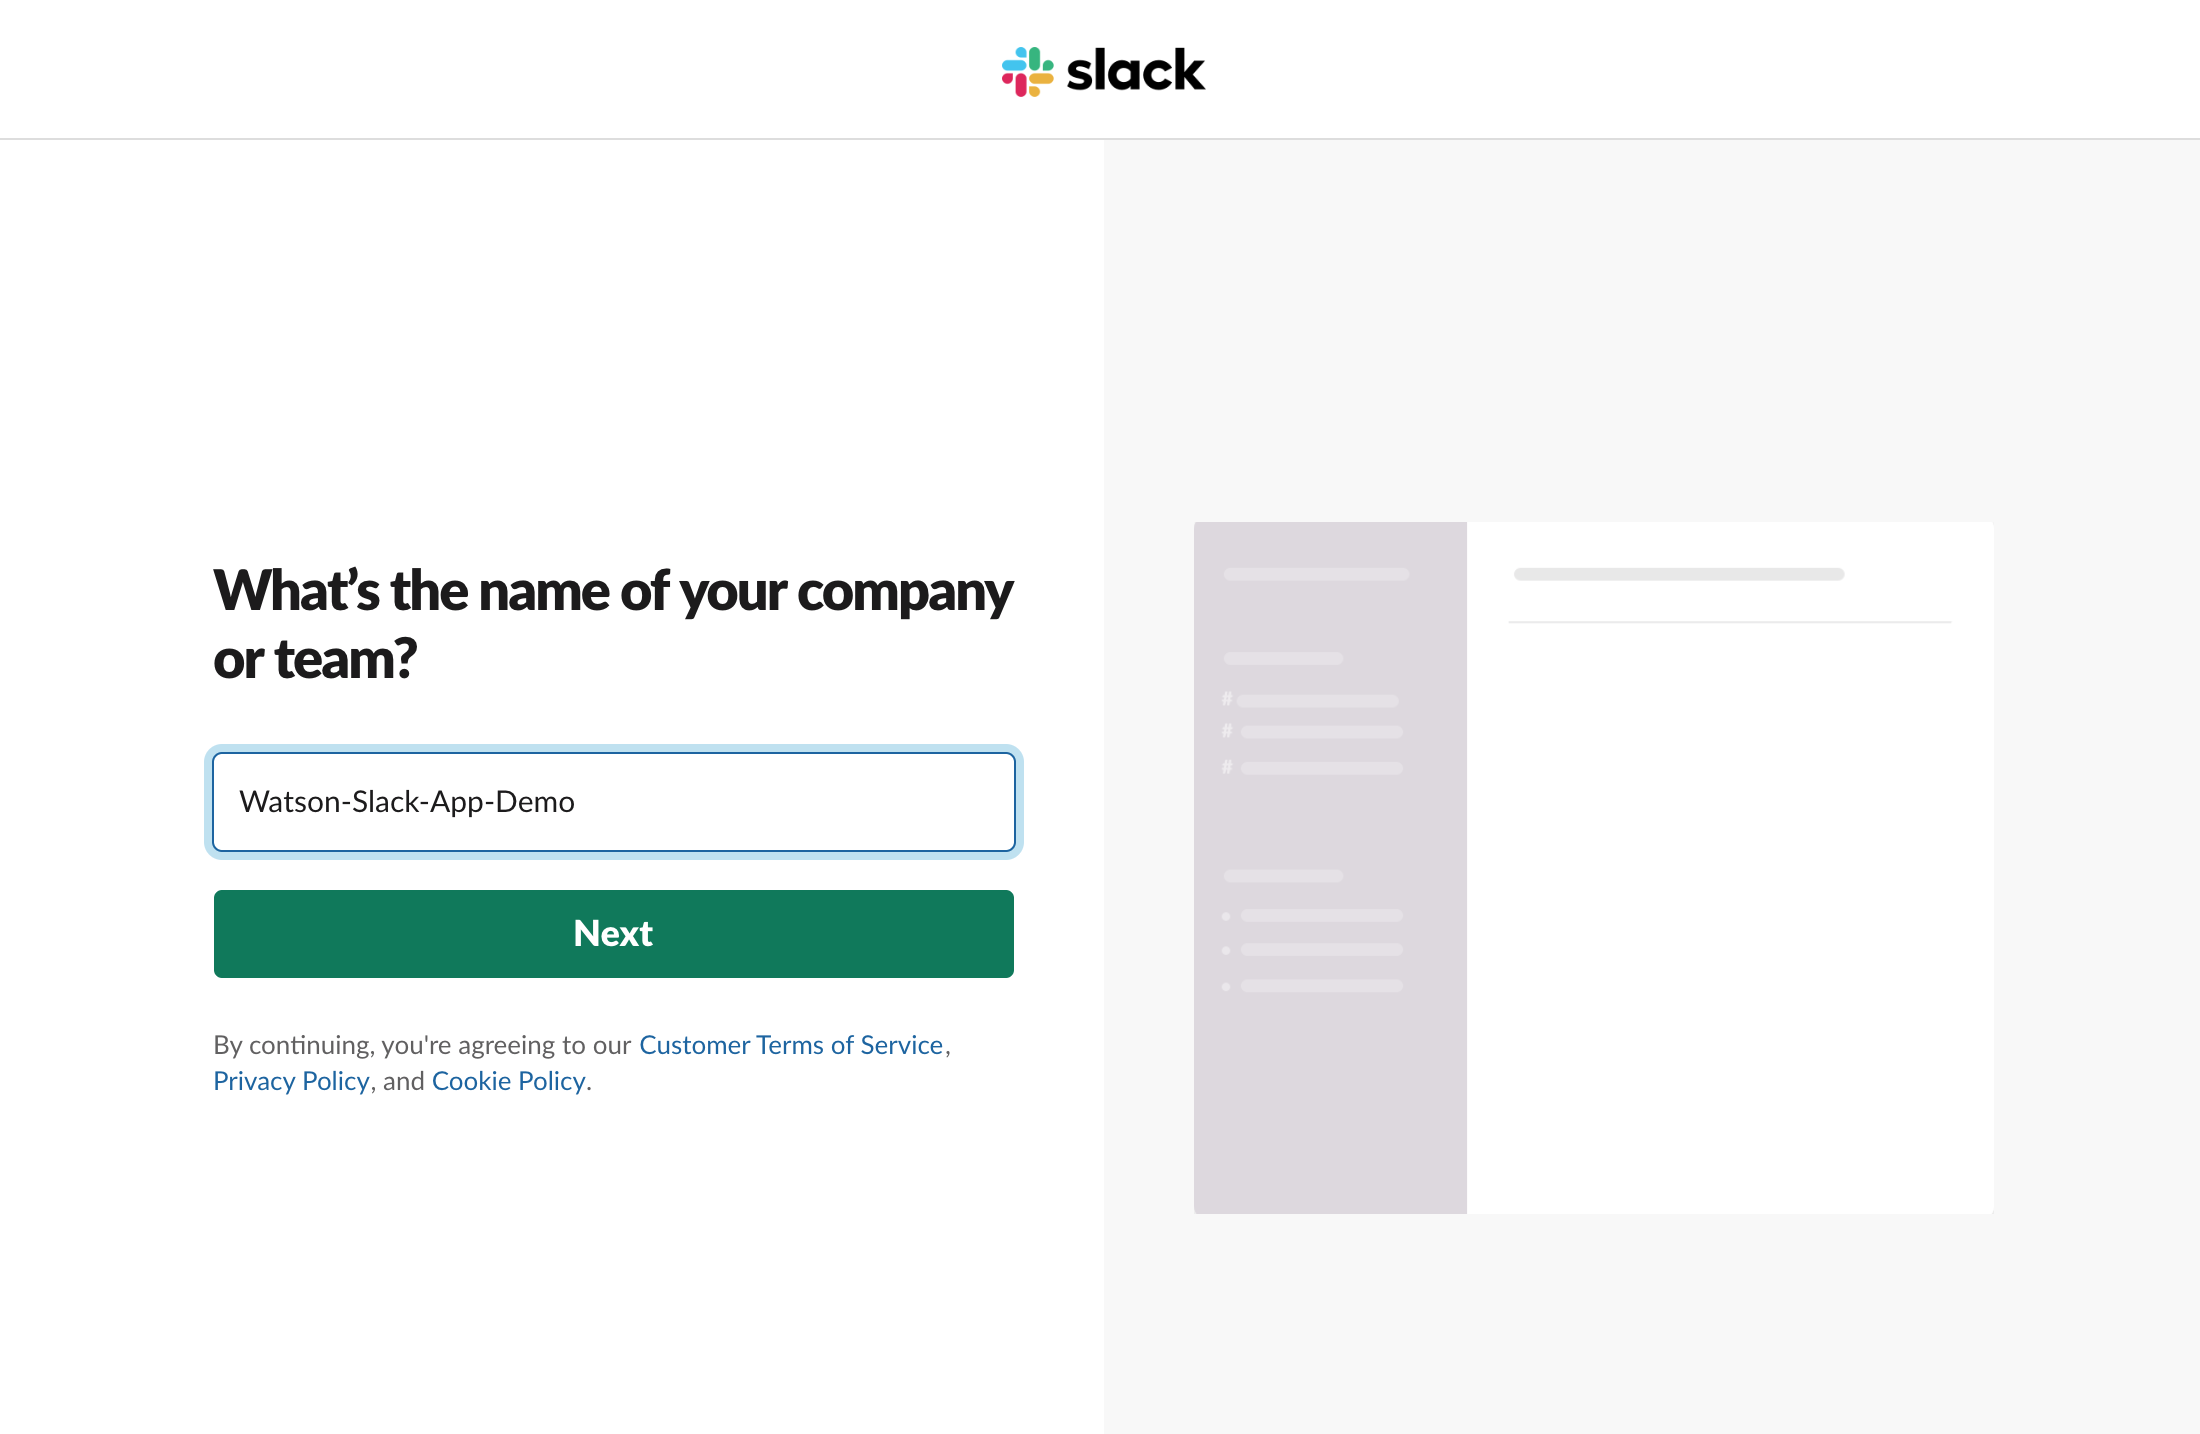 slack
What’s the name of your company
or team?
Watson-Slack-App-Demo
Next
By continuing, you're agreeing to our Customer Terms of Service,
Privacy Policy, and Cookie Policy.
#
#
#